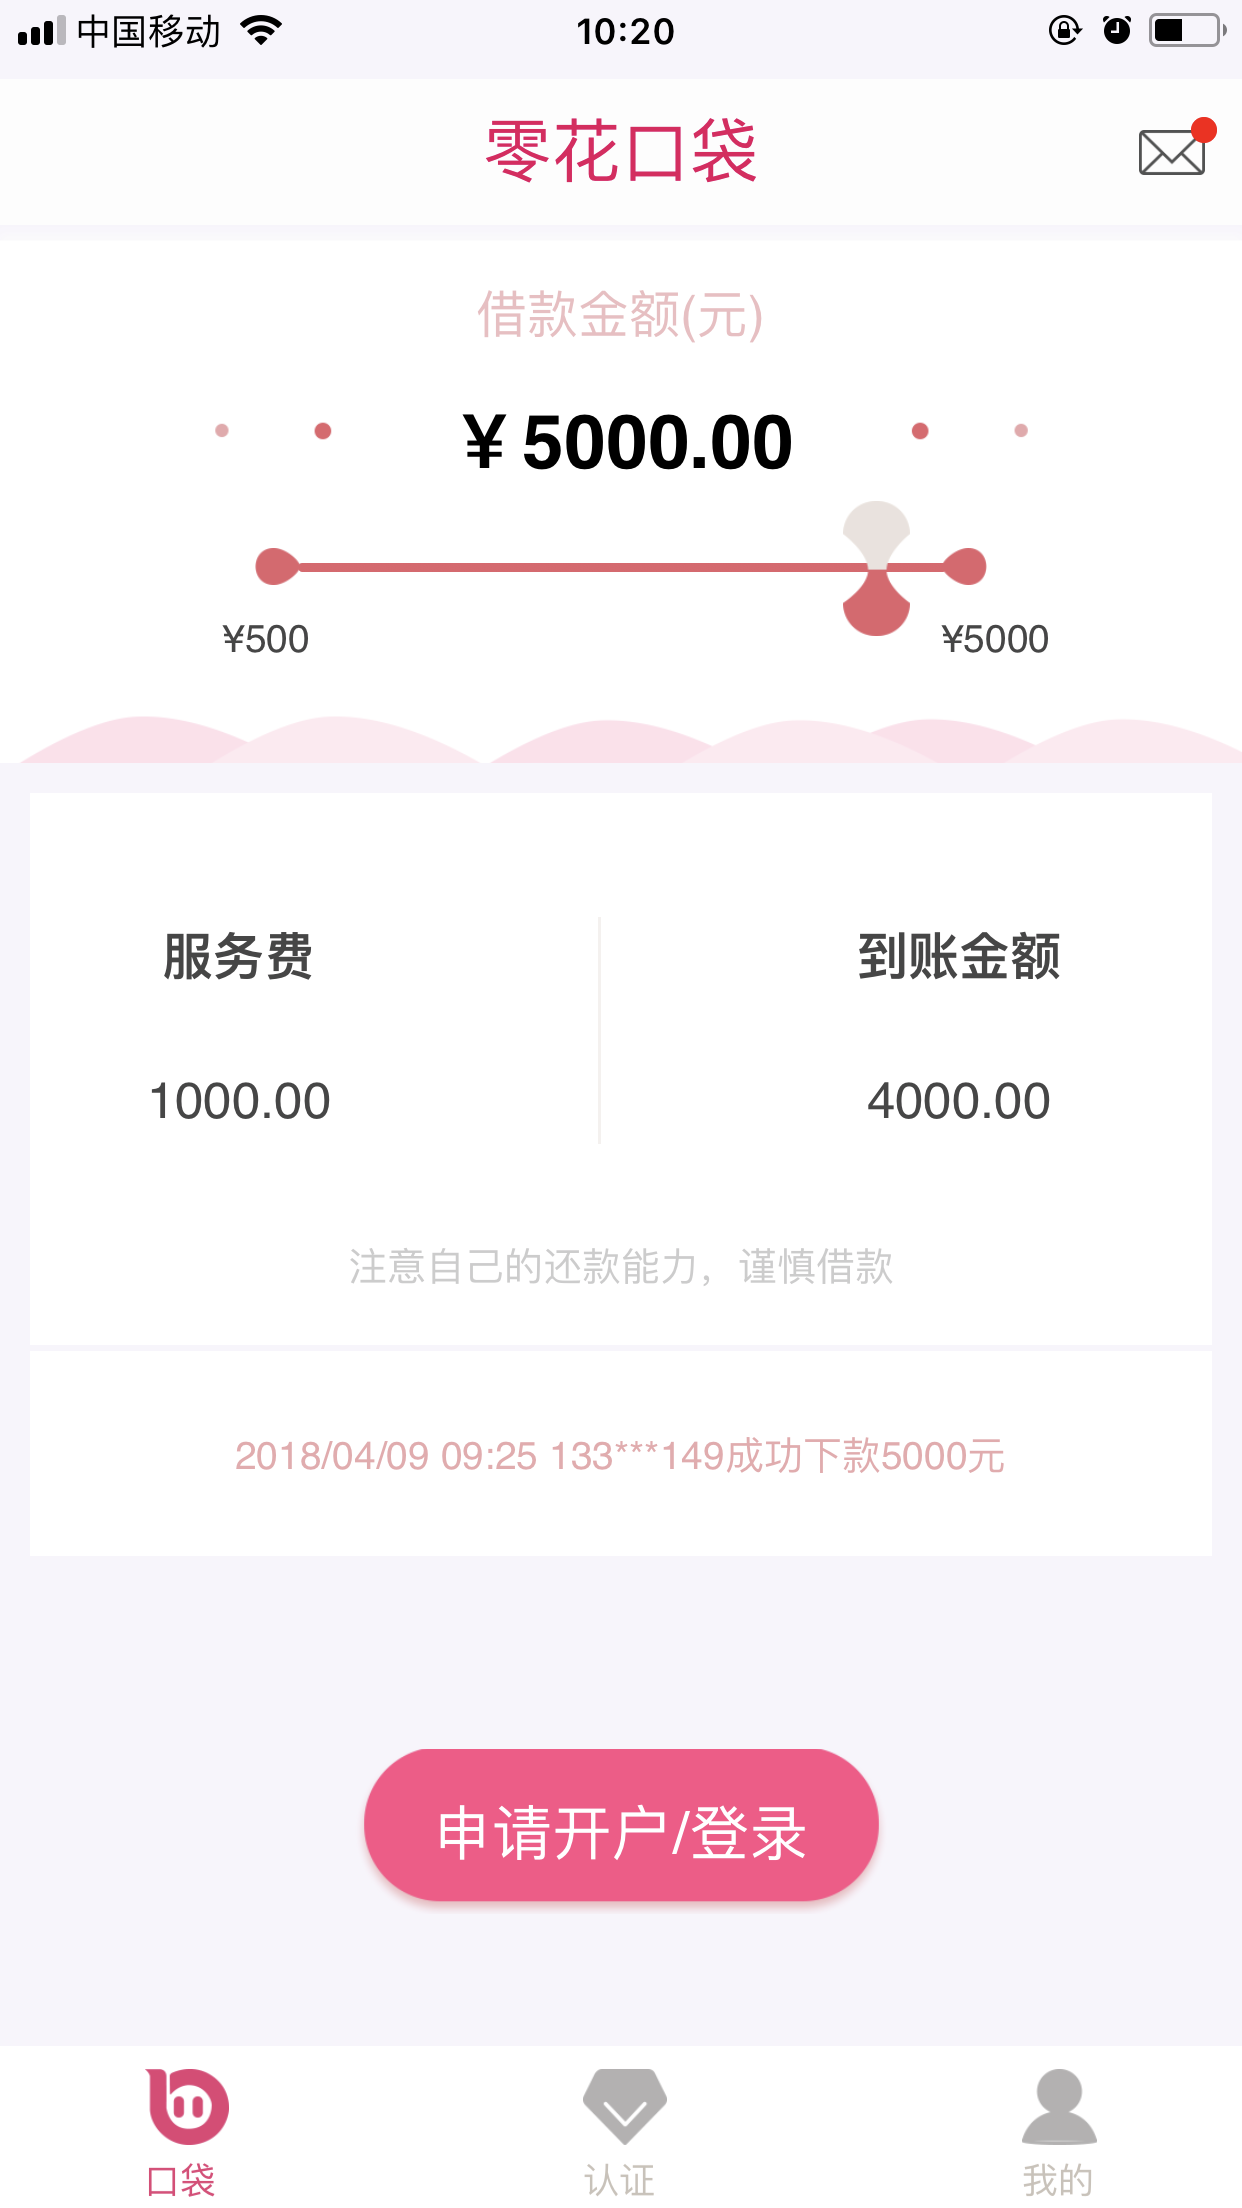 中国移动 10:20
零花口袋
借款金额(元)
¥5000.00
¥500 ¥5000
服务费 到账金额
1000.00 4000.00
注意自己的还款能力，谨慎借款
2018/04/09 09:25 133***149成功下款5000元
申请开户/登录
口袋 认证 我的